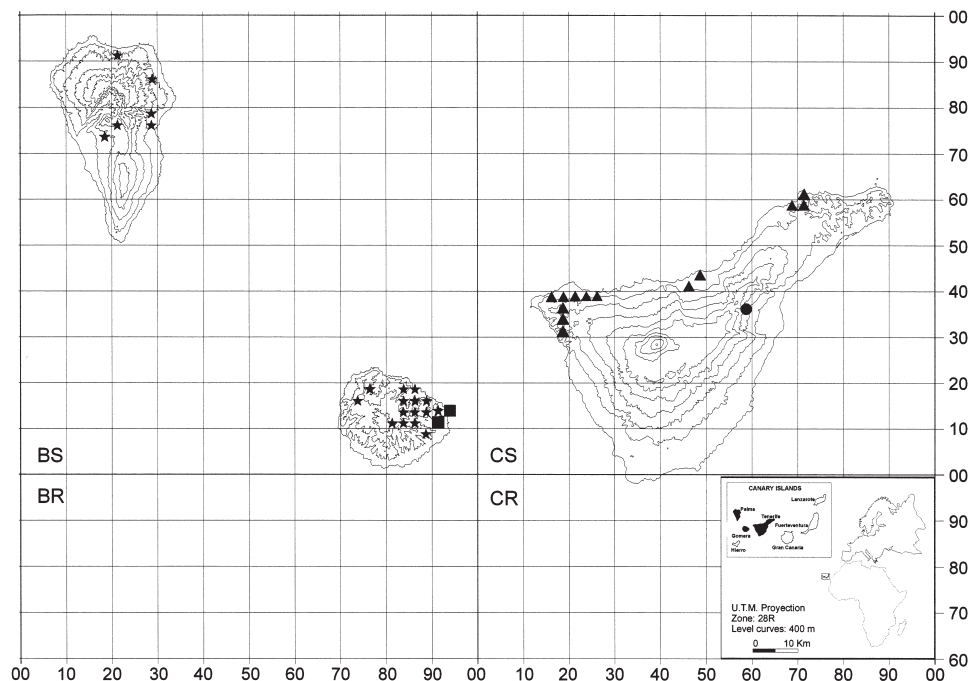 00
90
80
70
60
50
40
30
20
10
00
90
80
70
60
BS
CS
BR
CR
CANARY ISLANDS
Lanzarote
Palma
Tenerife
Fuerteventura
Gomera
Gran Canaria
Hierro
U.T.M. Proyection
Zone: 28R
Level curves: 400 m
0 10 Km
00 10 20 30 40 50 60 70 80 90 00 10 20 30 40 50 60 70 80 90 00